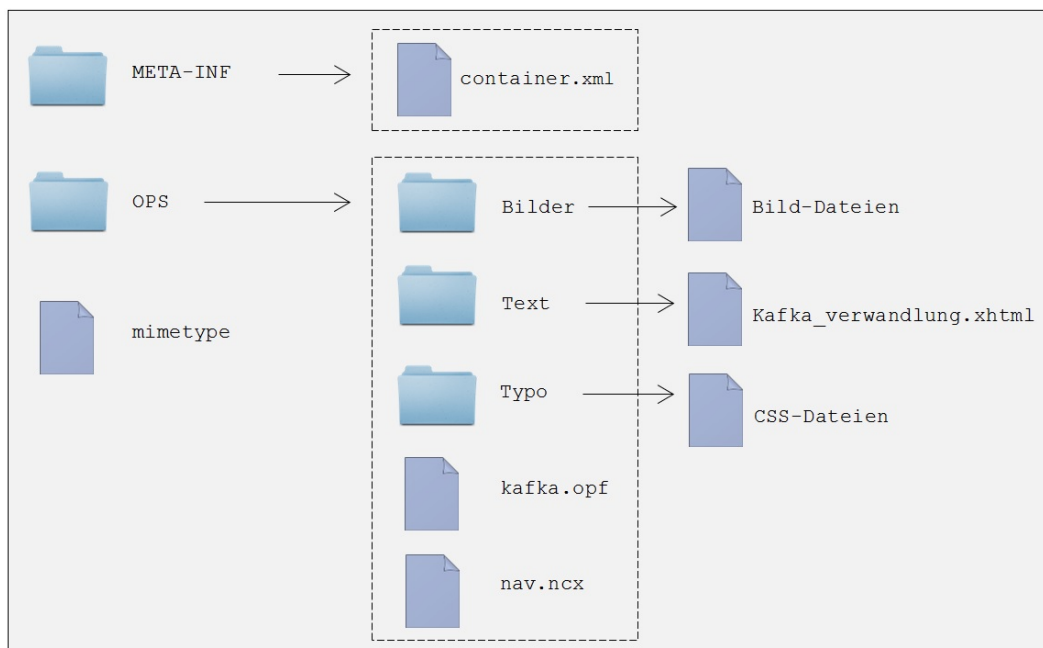 META-INF
container.xml
OPS
Bilder
Bild-Dateien
Text
Kafka_verwandlung.xhtml
mimetype
Typo
CSS-Dateien
kafka.opf
nav.ncx